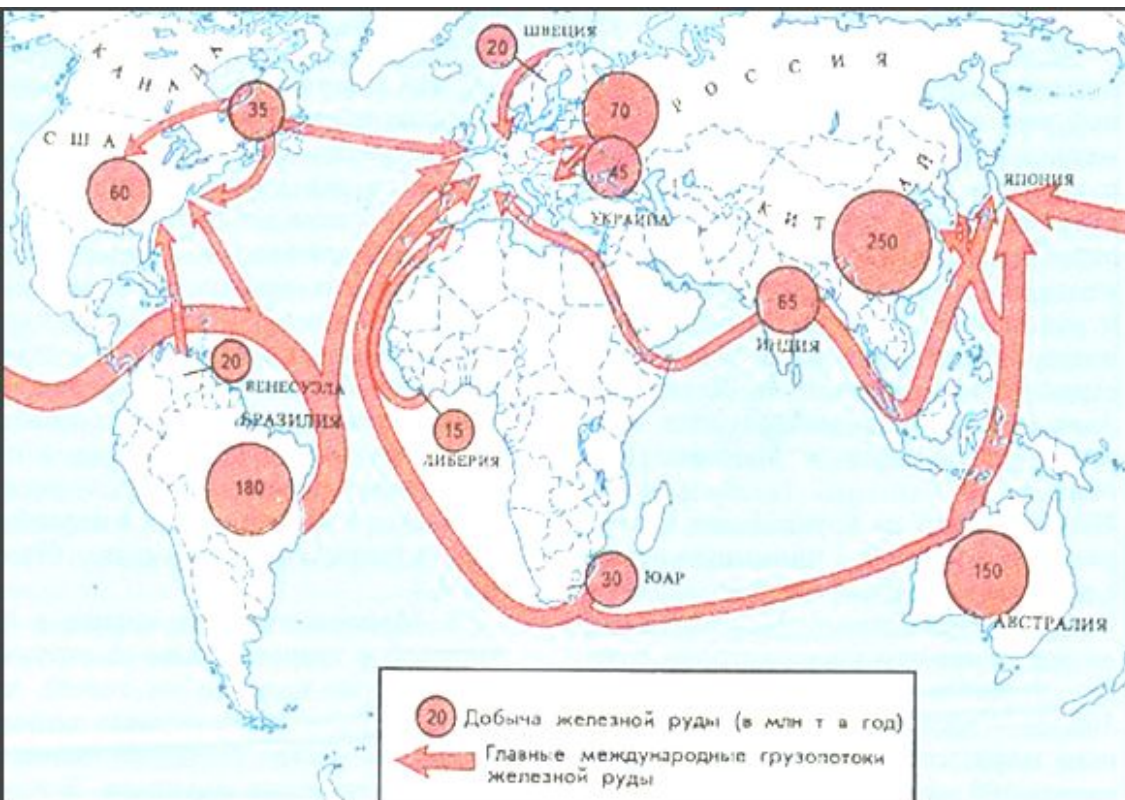 20 ШВЕЦИЯ
КАНАДА
35
70
РОССИЯ
США
60
45
ЯПОНИЯ
УКРАИНА
КИТАЙ
250
65
ИНДИЯ
20
ВЕНЕСУЭЛА
БРАЗИЛИЯ
15
ЛИБЕРИЯ
180
30 ЮАР
150
АВСТРАЛИЯ
20 Добыча железной руды (в млн т в год)
Главные международные грузопотоки
железной руды